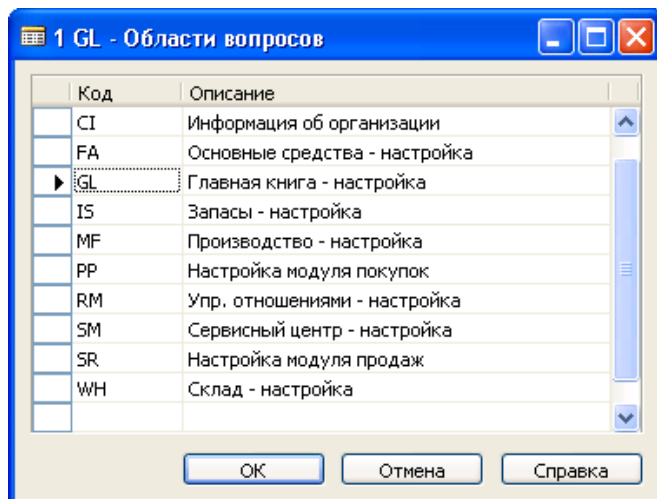 1 GL - Области вопросов
Код Описание
CI Информация об организации
FA Основные средства - настройка
GL Главная книга - настройка
IS Запасы - настройка
MF Производство - настройка
PP Настройка модуля покупок
RM Упр. отношениями - настройка
SM Сервисный центр - настройка
SR Настройка модуля продаж
WH Склад - настройка
ОК Отмена Справка